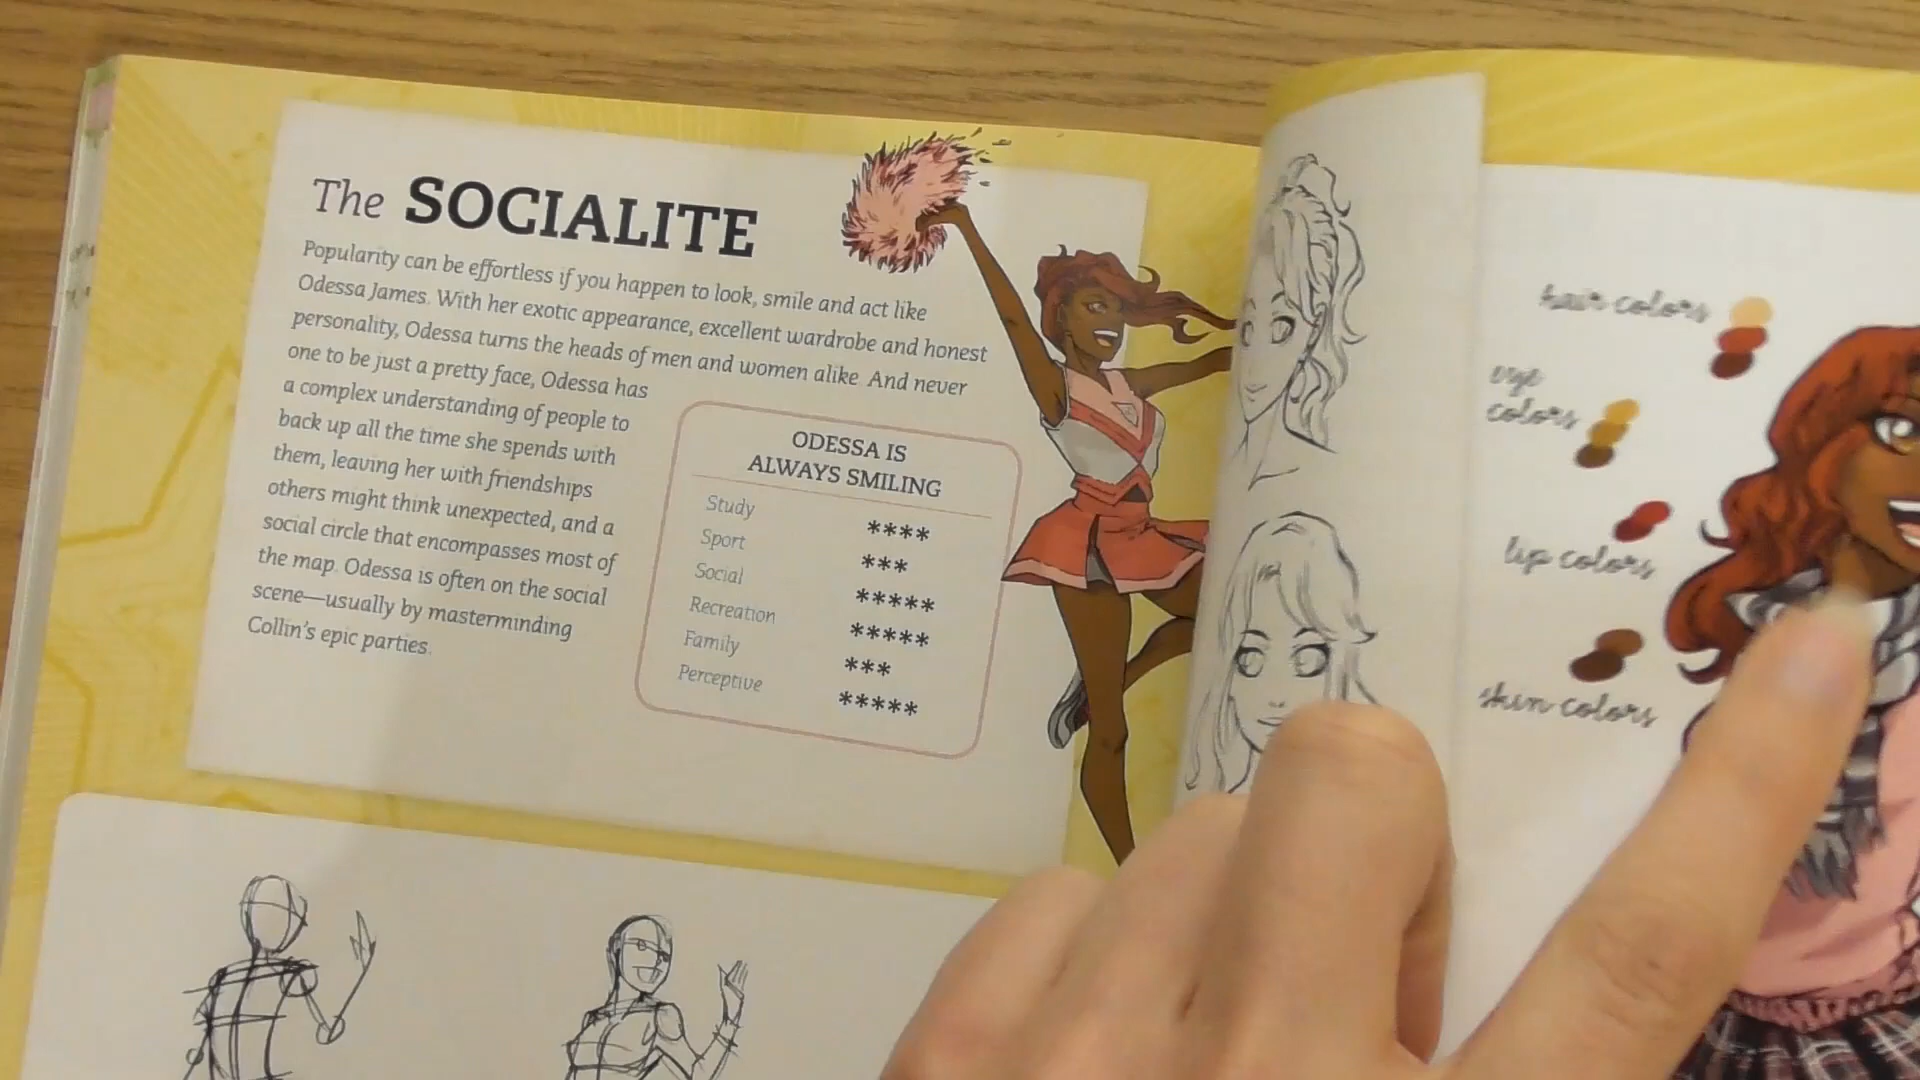 The SOCIALITE
Popularity can be effortless if you happen to look, smile and act like
Odessa James. With her exotic appearance, excellent wardrobe and honest
personality, Odessa turns the heads of men and women alike. And never
one to be just a pretty face, Odessa has
a complex understanding of people to
back up all the time she spends with
them, leaving her with friendships
others might think unexpected, and a
social circle that encompasses most of
the map. Odessa is often on the social
scene—usually by masterminding
Collin's epic parties.
ODESSA IS
ALWAYS SMILING
Study ****
Sport ***
Social *****
Recreation *****
Family ***
Perceptive *****
hair colors
eye
colors
lip colors
skin colors